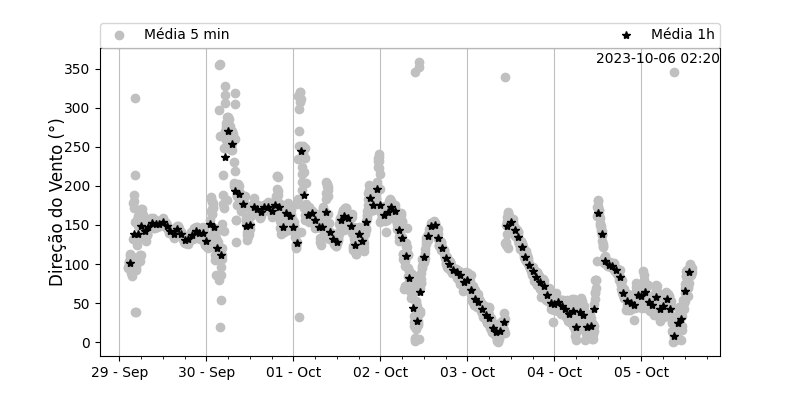 Média 5 min
Média 1h
2023-10-06 02:20
Direção do Vento (°)
350
300
250
200
150
100
50
0
29 - Sep
30 - Sep
01 - Oct
02 - Oct
03 - Oct
04 - Oct
05 - Oct